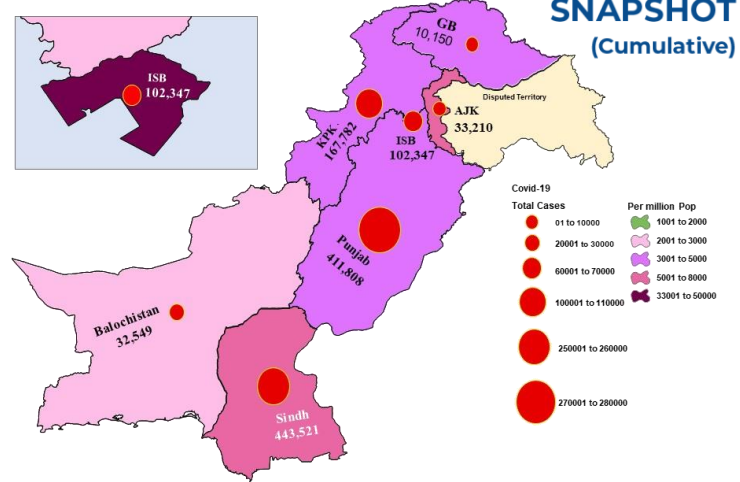 SNAPSHOT
(Cumulative)
ISB
102,347
GB
10,150
Disputed Territory
AJK
33,210
KPK
167,782
ISB
102,347
Punjab
411,808
Balochistan
32,549
Sindh
443,521
Covid-19
Total Cases
01 to 10000
20001 to 30000
60001 to 70000
100001 to 110000
250001 to 260000
270001 to 280000
Per million Pop
1001 to 2000
2001 to 3000
3001 to 5000
5001 to 8000
33001 to 50000